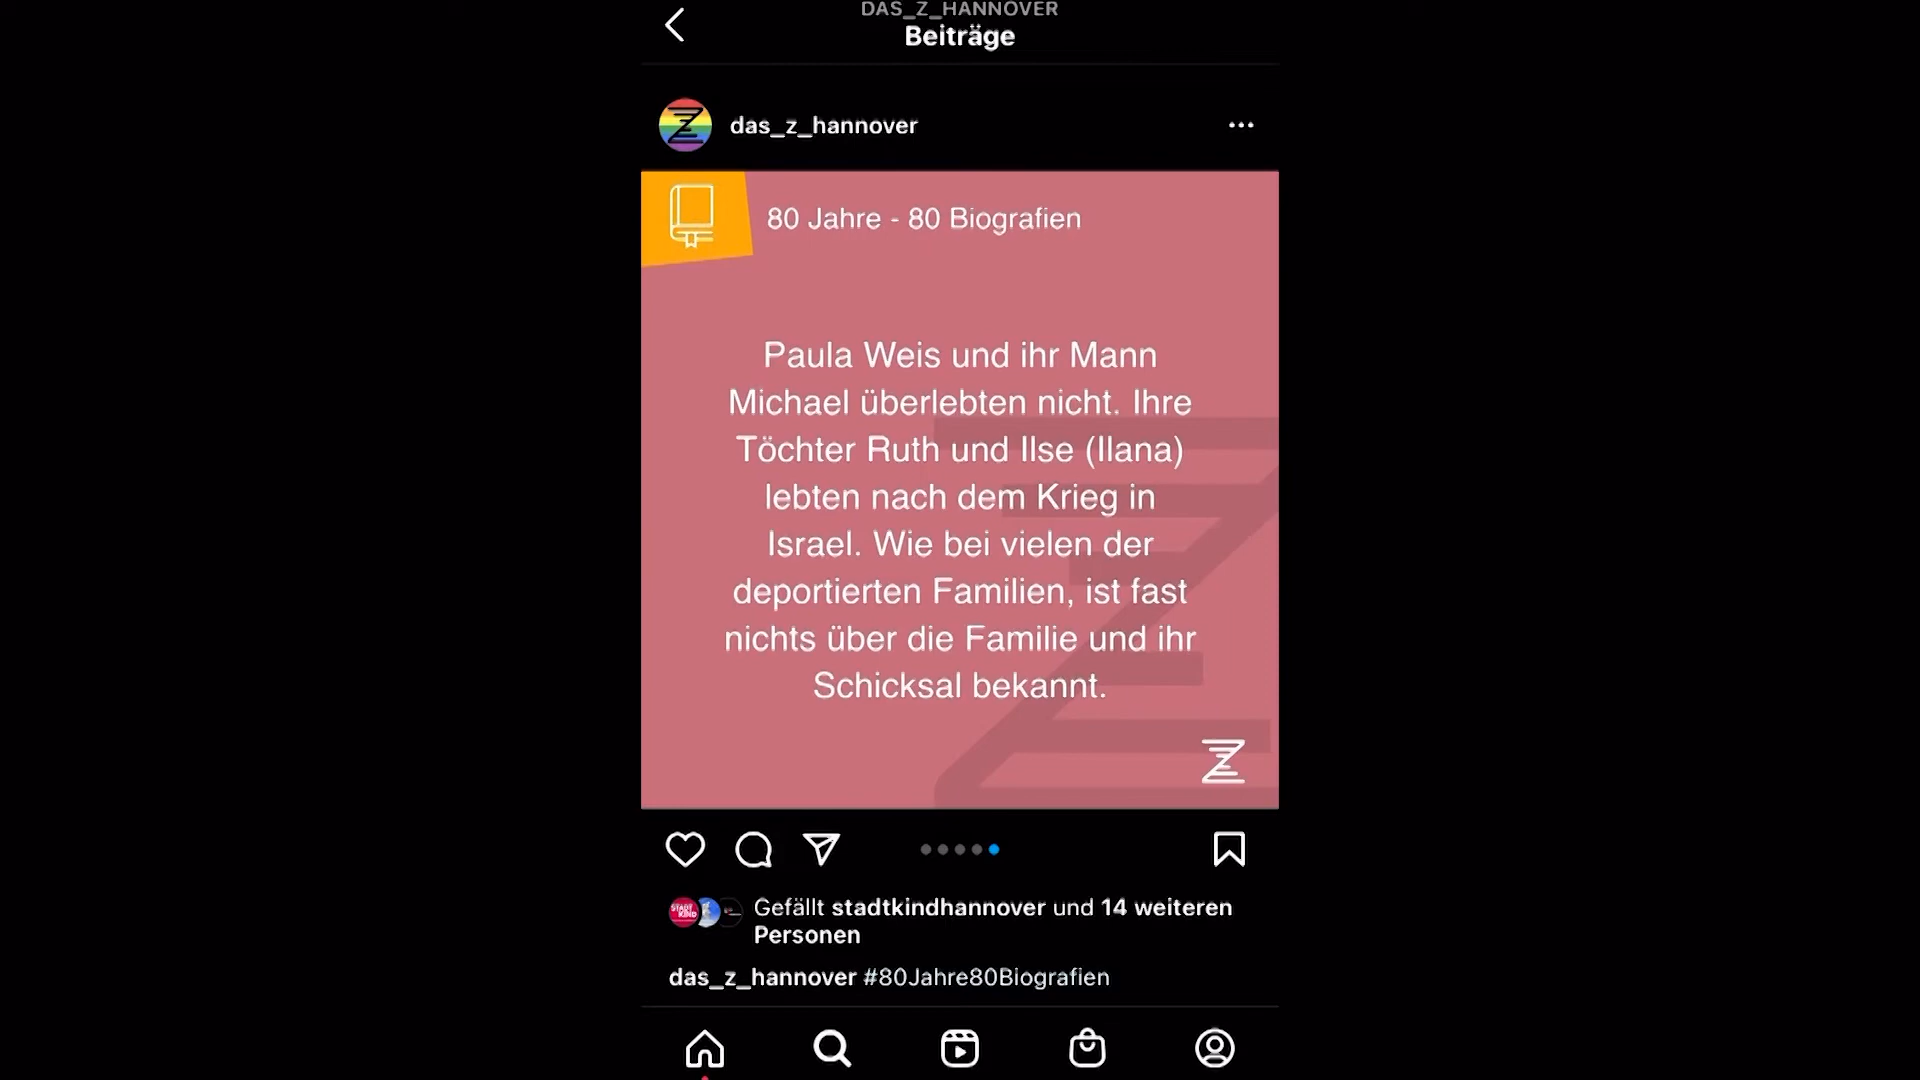 DAS_Z_HANNOVER
Beiträge
das_z_hannover
80 Jahre - 80 Biografien
Paula Weis und ihr Mann
Michael überlebten nicht. Ihre
Töchter Ruth und Ilse (Ilana)
lebten nach dem Krieg in
Israel. Wie bei vielen der
deportierten Familien, ist fast
nichts über die Familie und ihr
Schicksal bekannt.
STADT
KIND
Gefällt stadtkindhannover und 14 weiteren
Personen
das_z_hannover #80Jahre80Biografien